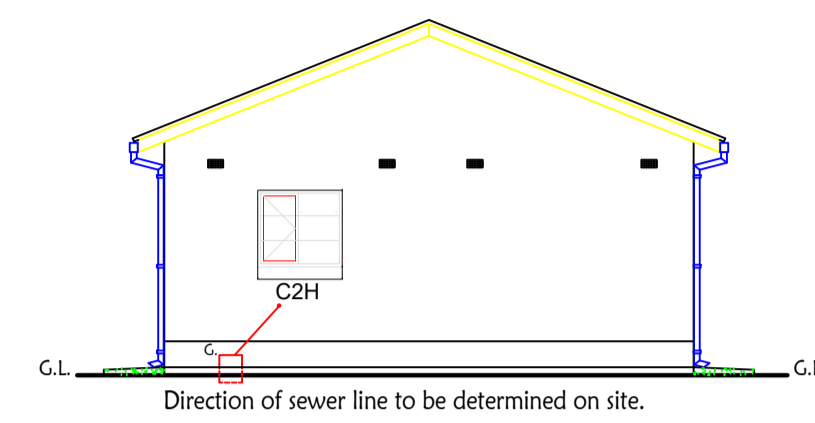 C2H
G.
G.L.
G.
Direction of sewer line to be determined on site.